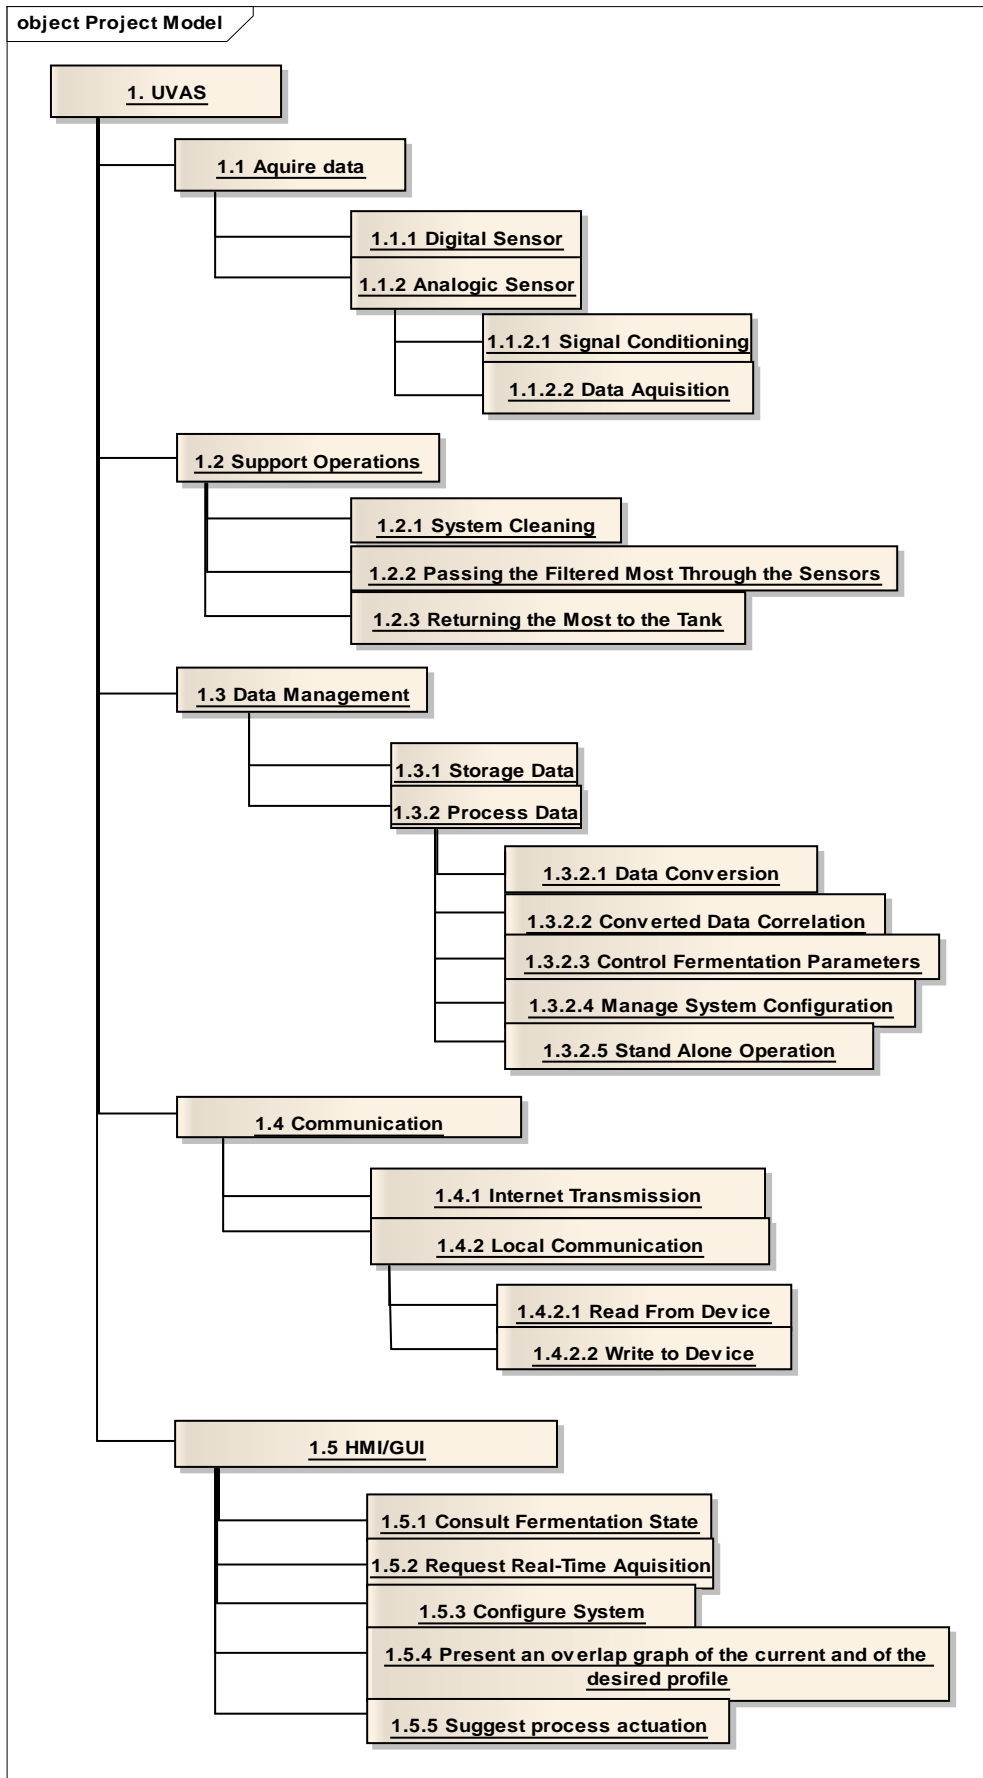 object Project Model
1. UVAS
1.1 Aquire data
1.1.1 Digital Sensor
1.1.2 Analogic Sensor
1.1.2.1 Signal Conditioning
1.1.2.2 Data Aquisition
1.2 Support Operations
1.2.1 System Cleaning
1.2.2 Passing the Filtered Most Through the Sensors
1.2.3 Returning the Most to the Tank
1.3 Data Management
1.3.1 Storage Data
1.3.2 Process Data
1.3.2.1 Data Conversion
1.3.2.2 Converted Data Correlation
1.3.2.3 Control Fermentation Parameters
1.3.2.4 Manage System Configuration
1.3.2.5 Stand Alone Operation
1.4 Communication
1.4.1 Internet Transmission
1.4.2 Local Communication
1.4.2.1 Read From Device
1.4.2.2 Write to Device
1.5 HMI/GUI
1.5.1 Consult Fermentation State
1.5.2 Request Real-Time Aquisition
1.5.3 Configure System
1.5.4 Present an overlap graph of the current and of the
desired profile
1.5.5 Suggest process actuation